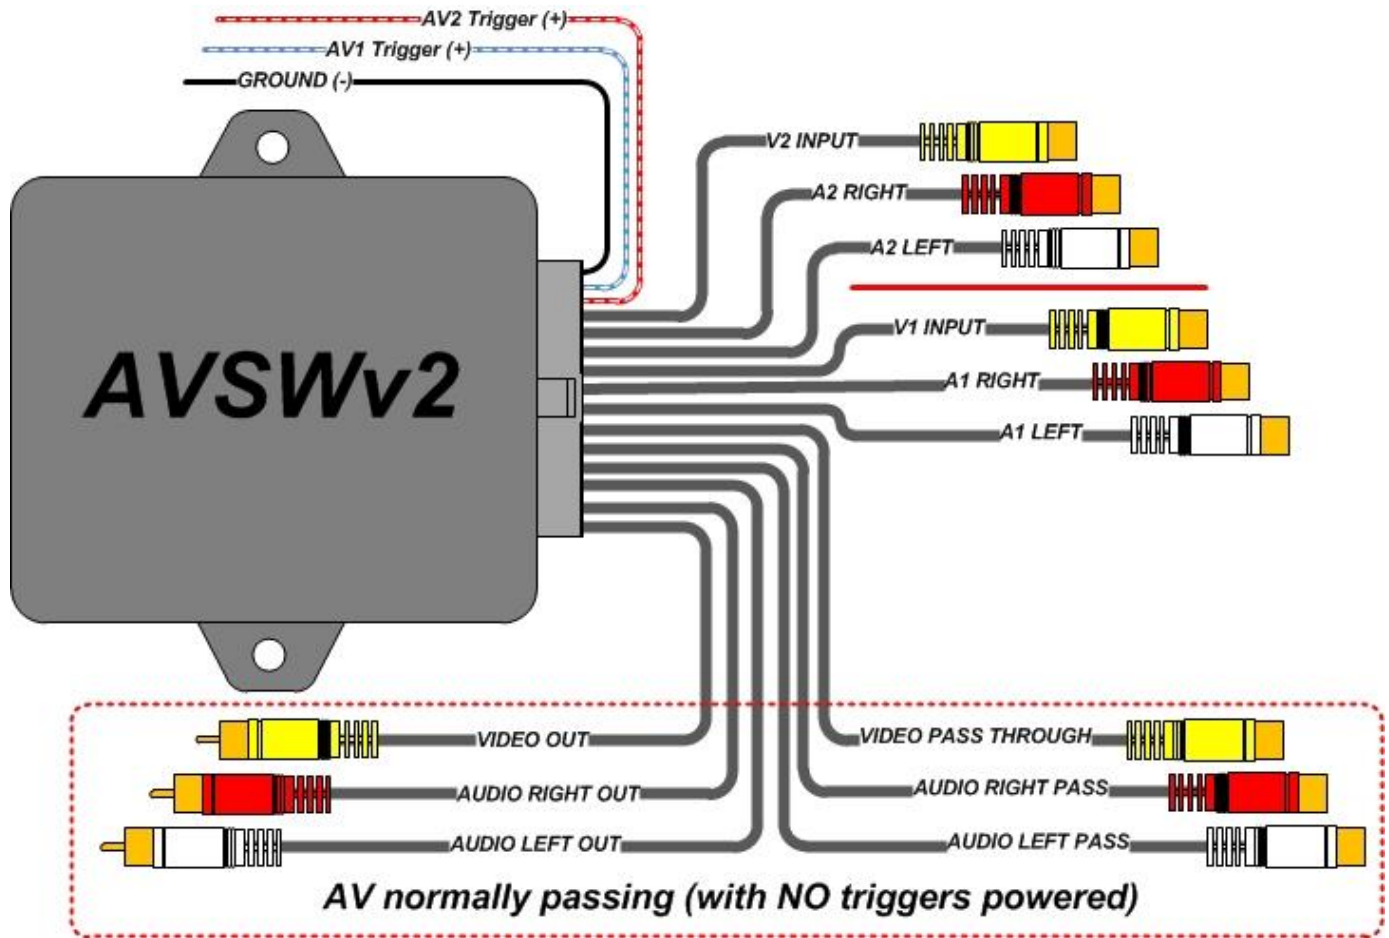 AV2 Trigger (+)
AV1 Trigger (+)
GROUND (-)
V2 INPUT
A2 RIGHT
A2 LEFT
V1 INPUT
A1 RIGHT
A1 LEFT
AVSWv2
VIDEO OUT
AUDIO RIGHT OUT
AUDIO LEFT OUT
VIDEO PASS THROUGH
AUDIO RIGHT PASS
AUDIO LEFT PASS
AV normally passing (with NO triggers powered)